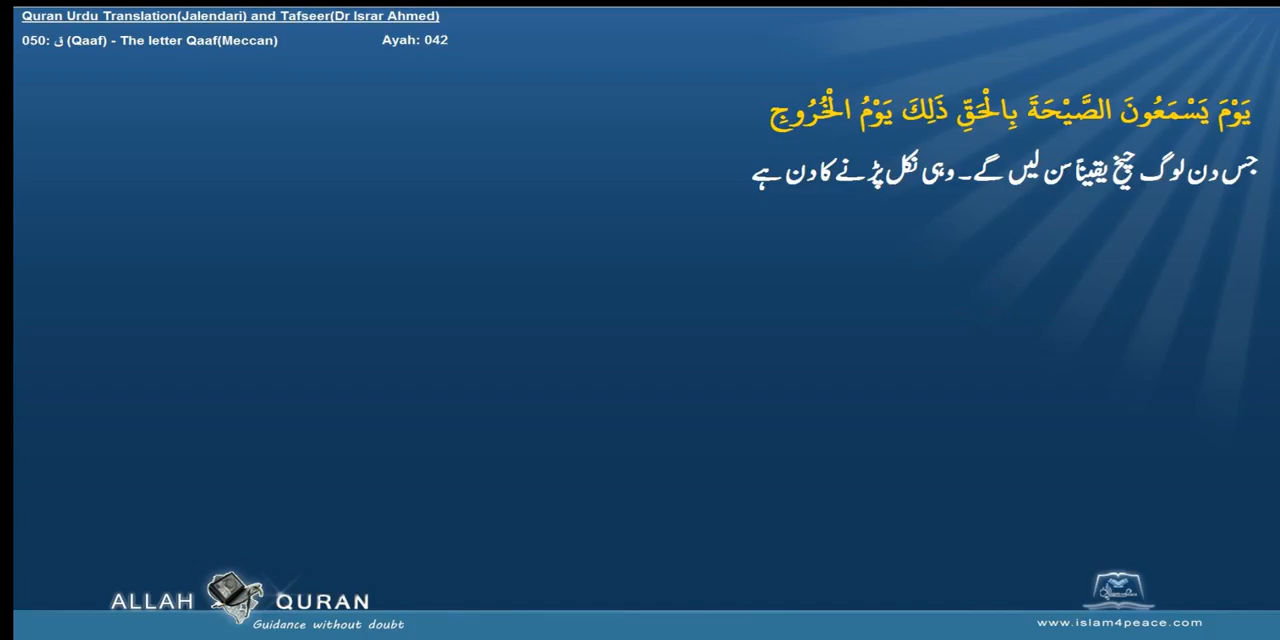 Quran Urdu Translation(Jalendari) and Tafseer(Dr Israr Ahmed)
050: ق (Qaaf) - The letter Qaaf(Meccan) Ayah: 042
يَوْمَ يَسْمَعُونَ الصَّيْحَةَ بِالْحَقِّ ذَلِكَ يَوْمُ الْخُرُوجِ
جس دن لوگ چیخ یقیناً سن لیں گے۔ وہی نکل پڑنے کا دن ہے
ALLAH QURAN
Guidance without doubt
www.islam4peace.com